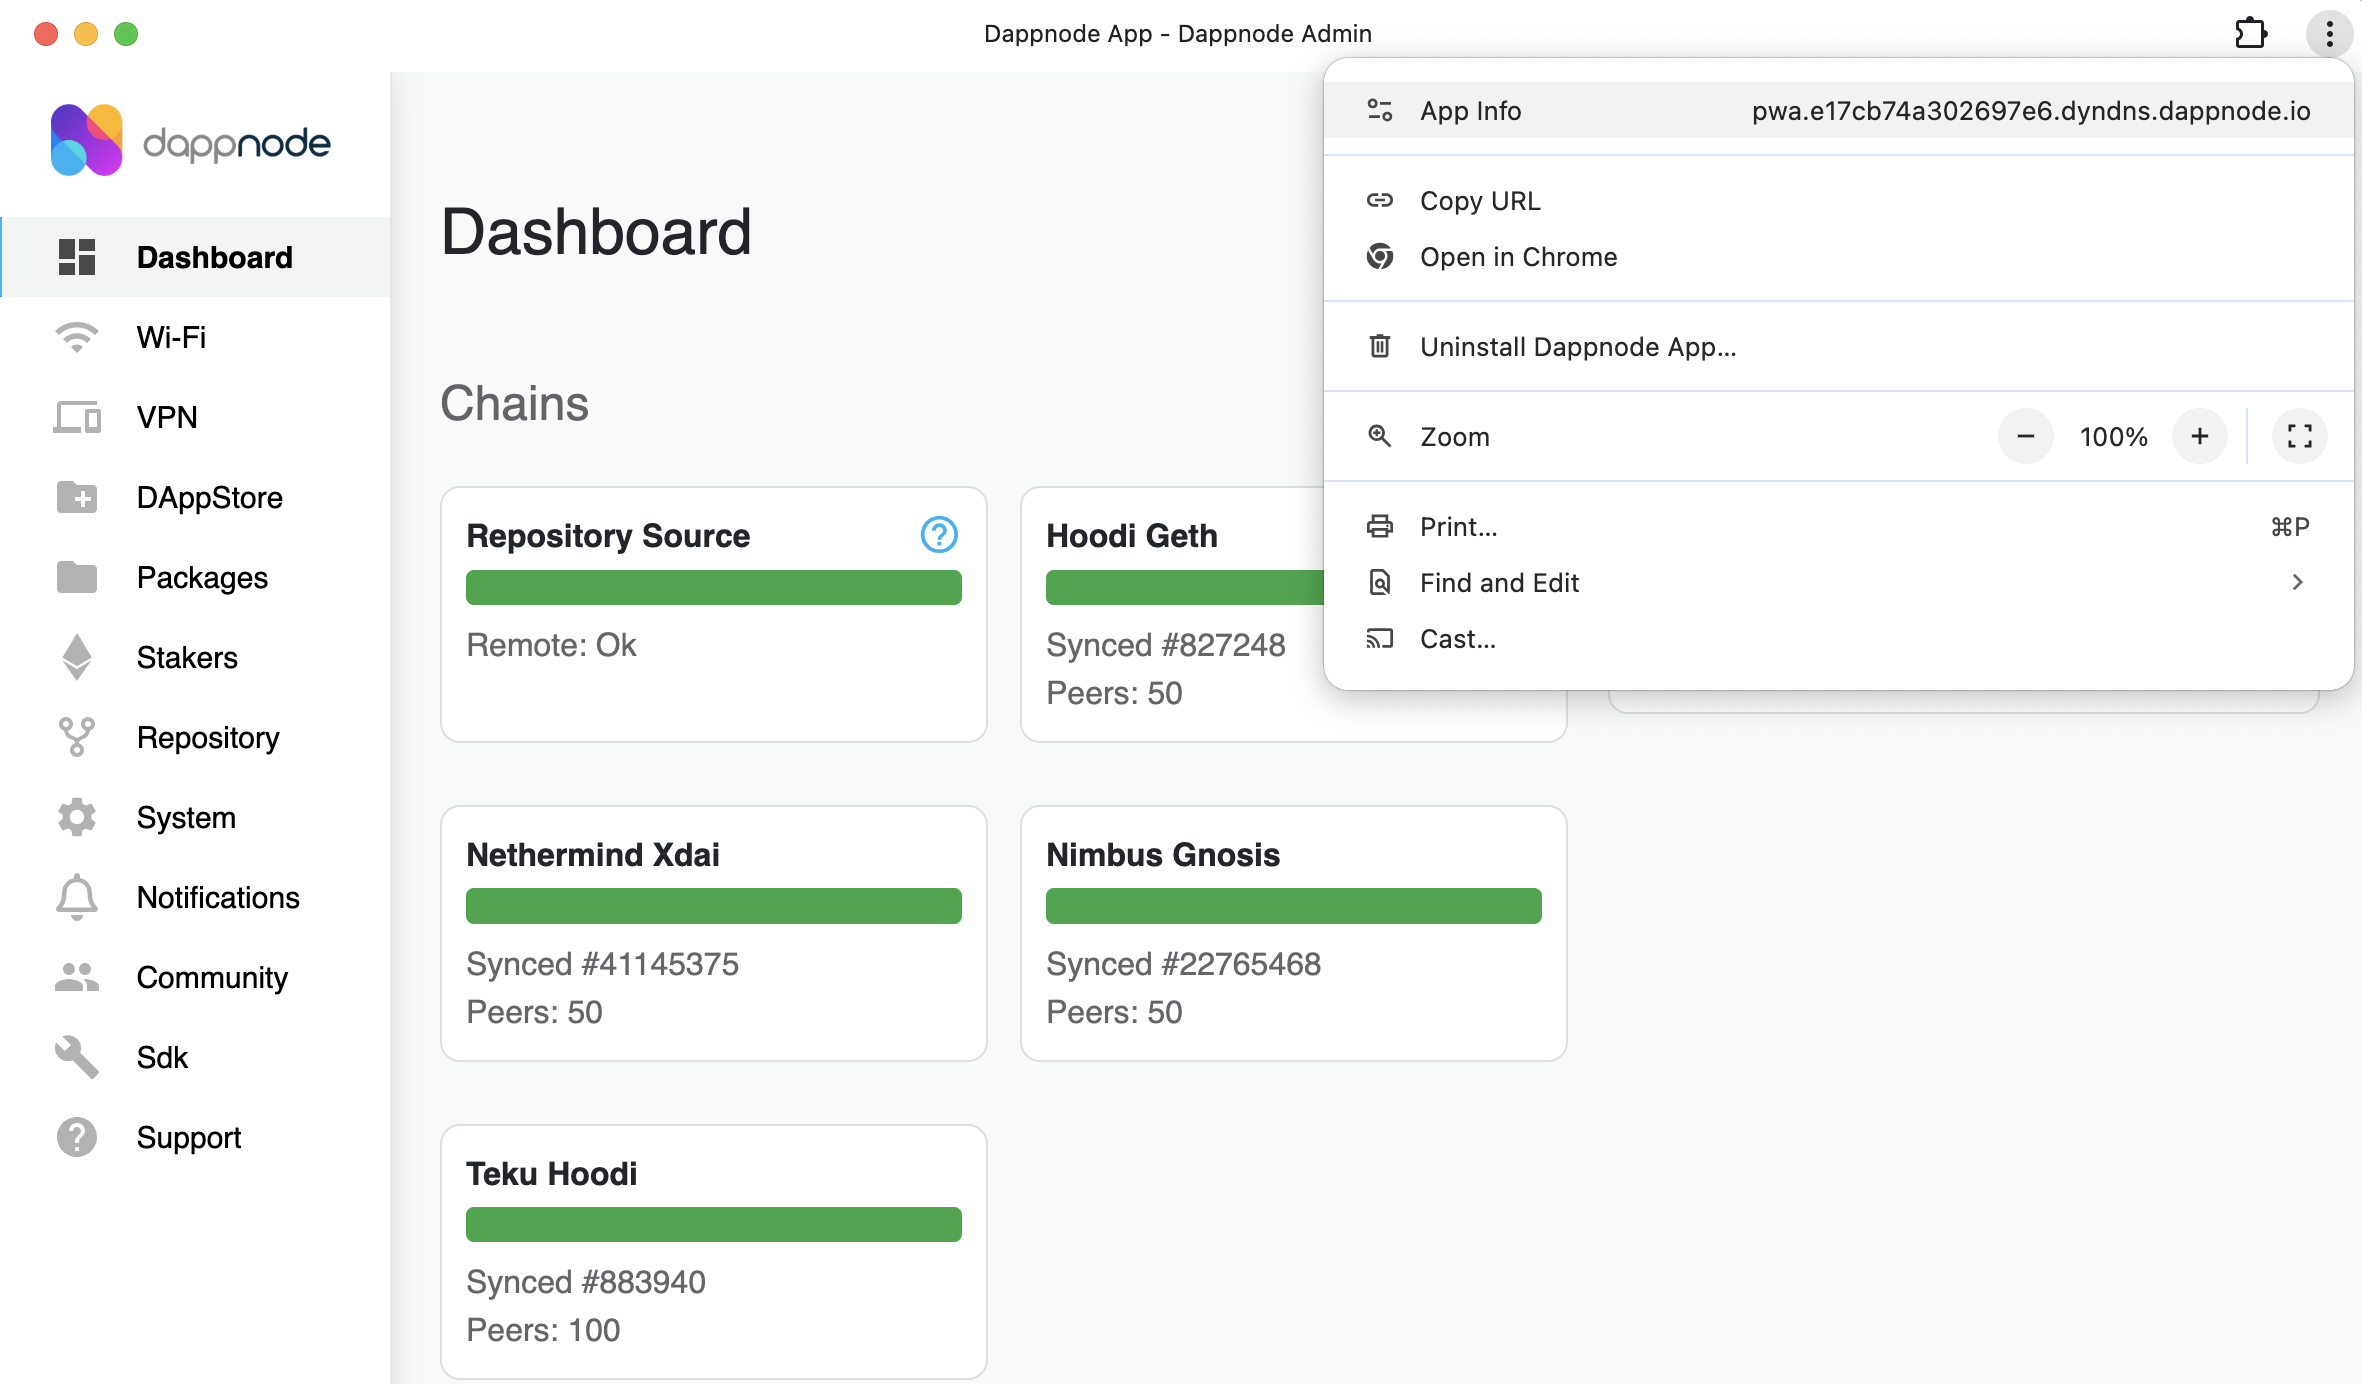 Dappnode App - Dappnode Admin
dappnode
Dashboard
Wi-Fi
VPN
DAppStore
Packages
Stakers
Repository
System
Notifications
Community
Sdk
Support
Dashboard
Chains
Repository Source
Remote: Ok
Hoodi Geth
Synced #827248
Peers: 50
Nethermind Xdai
Synced #41145375
Peers: 50
Nimbus Gnosis
Synced #22765468
Peers: 50
Teku Hoodi
Synced #883940
Peers: 100
App Info pwa.e17cb74a302697e6.dyndns.dappnode.io
Copy URL
Open in Chrome
Uninstall Dappnode App...
Zoom − 100% +
Print... ⌘P
Find and Edit
Cast...